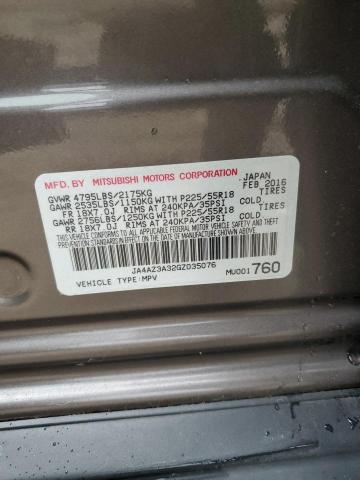 MFD. BY MITSUBISHI MOTORS CORPORATION JAPAN
GVWR 4795LBS/2175KG FEB 2016
GAWR 2535LBS/1150KG WITH P225/55R18 TIRES
FR 18X7.0J RIMS AT 240KPA/35PSI COLD.
GAWR 2756LBS/1250KG WITH P225/55R18 TIRES
RR 18X7.0J RIMS AT 240KPA/35PSI COLD.
THIS VEHICLE CONFORMS TO ALL APPLICABLE FEDERAL MOTOR
VEHICLE SAFETY, BUMPER, AND THEFT PREVENTION STANDARDS
IN EFFECT ON THE DATE OF MANUFACTURE SHOWN ABOVE.
JA4AZ3A32GZ035076
VEHICLE TYPE:MPV MU001760